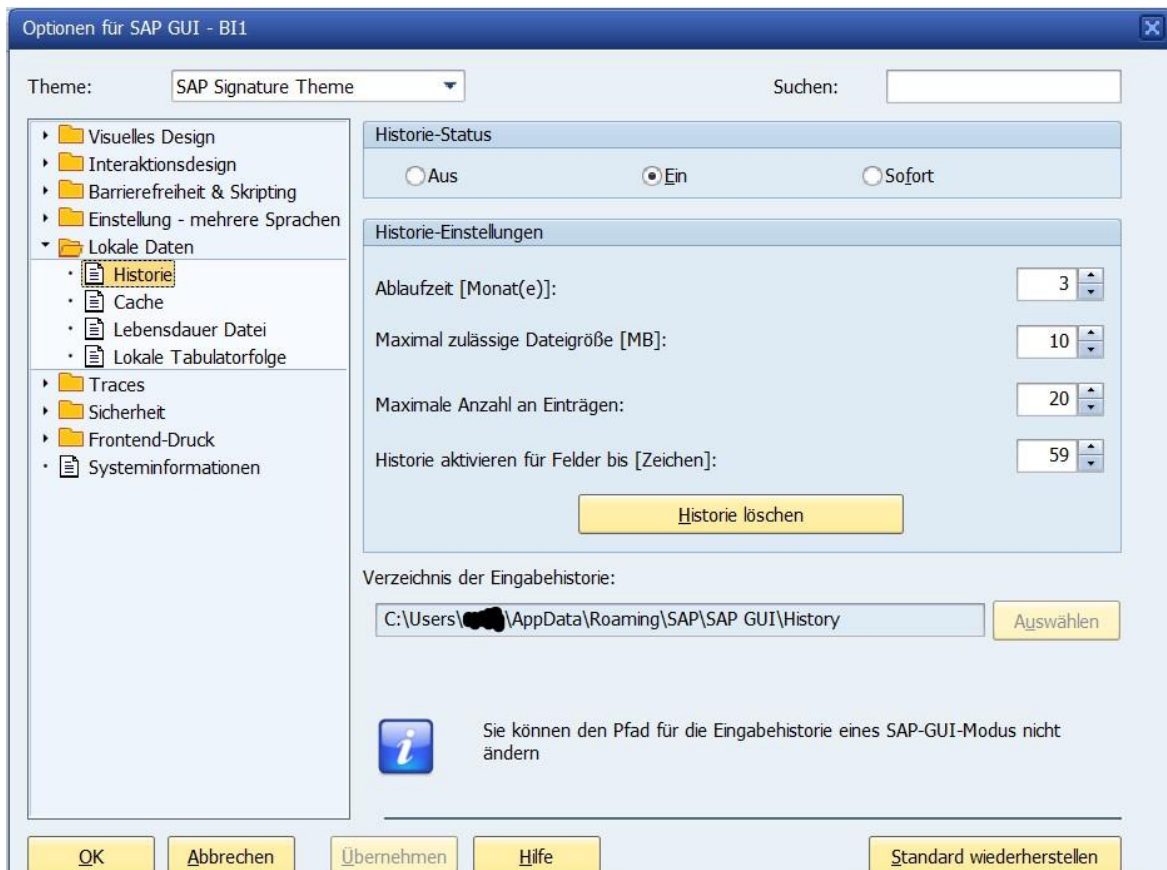 Optionen für SAP GUI - BI1
Theme: SAP Signature Theme Suchen:
Visuelles Design
Interaktionsdesign
Barrierefreiheit & Skripting
Einstellung - mehrere Sprachen
Lokale Daten
Historie
Cache
Lebensdauer Datei
Lokale Tabulatorfolge
Traces
Sicherheit
Frontend-Druck
Systeminformationen
Historie-Status
Aus Ein Sofort
Historie-Einstellungen
Ablaufzeit [Monat(e)]: 3
Maximal zulässige Dateigröße [MB]: 10
Maximale Anzahl an Einträgen: 20
Historie aktivieren für Felder bis [Zeichen]: 59
Historie löschen
Verzeichnis der Eingabehistorie:
C:\Users\ \AppData\Roaming\SAP\SAP GUI\History Auswählen
Sie können den Pfad für die Eingabehistorie eines SAP-GUI-Modus nicht
ändern
OK Abbrechen Übernehmen Hilfe Standard wiederherstellen